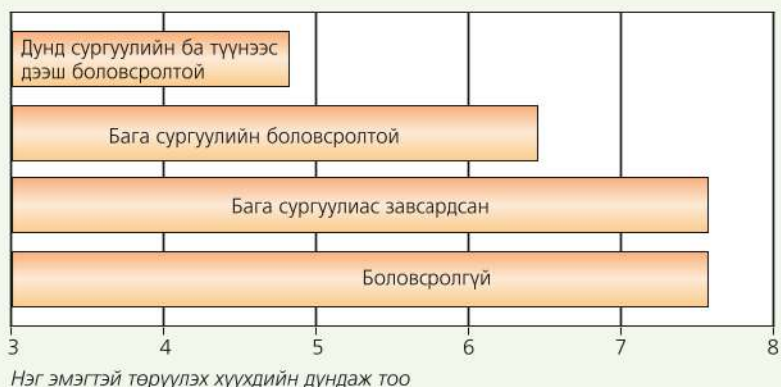 Дунд сургуулийн ба түүнээс
дээш боловсролтой
Бага сургуулийн боловсролтой
Бага сургуулиас завсардсан
Боловсролгүй
3 4 5 6 7 8
Нэг эмэгтэй төрүүлэх хүүхдийн дундаж тоо